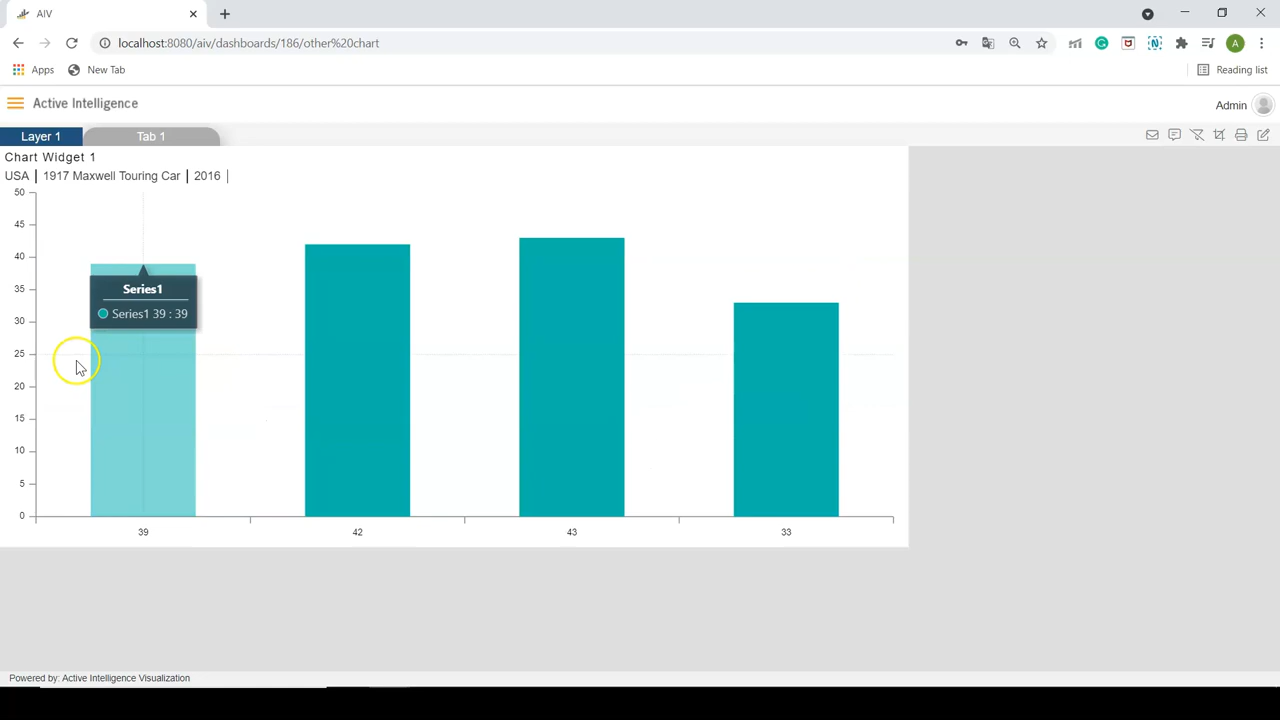 AIV
localhost:8080/aiv/dashboards/186/other%20chart
A
Apps
New Tab
Reading list
Active Intelligence
Admin
Layer 1
Tab 1
Chart Widget 1
USA | 1917 Maxwell Touring Car | 2016 |
50
45
40
35
30
25
20
15
10
5
0
Series1
Series1 39 : 39
39 42 43 33
Powered by: Active Intelligence Visualization